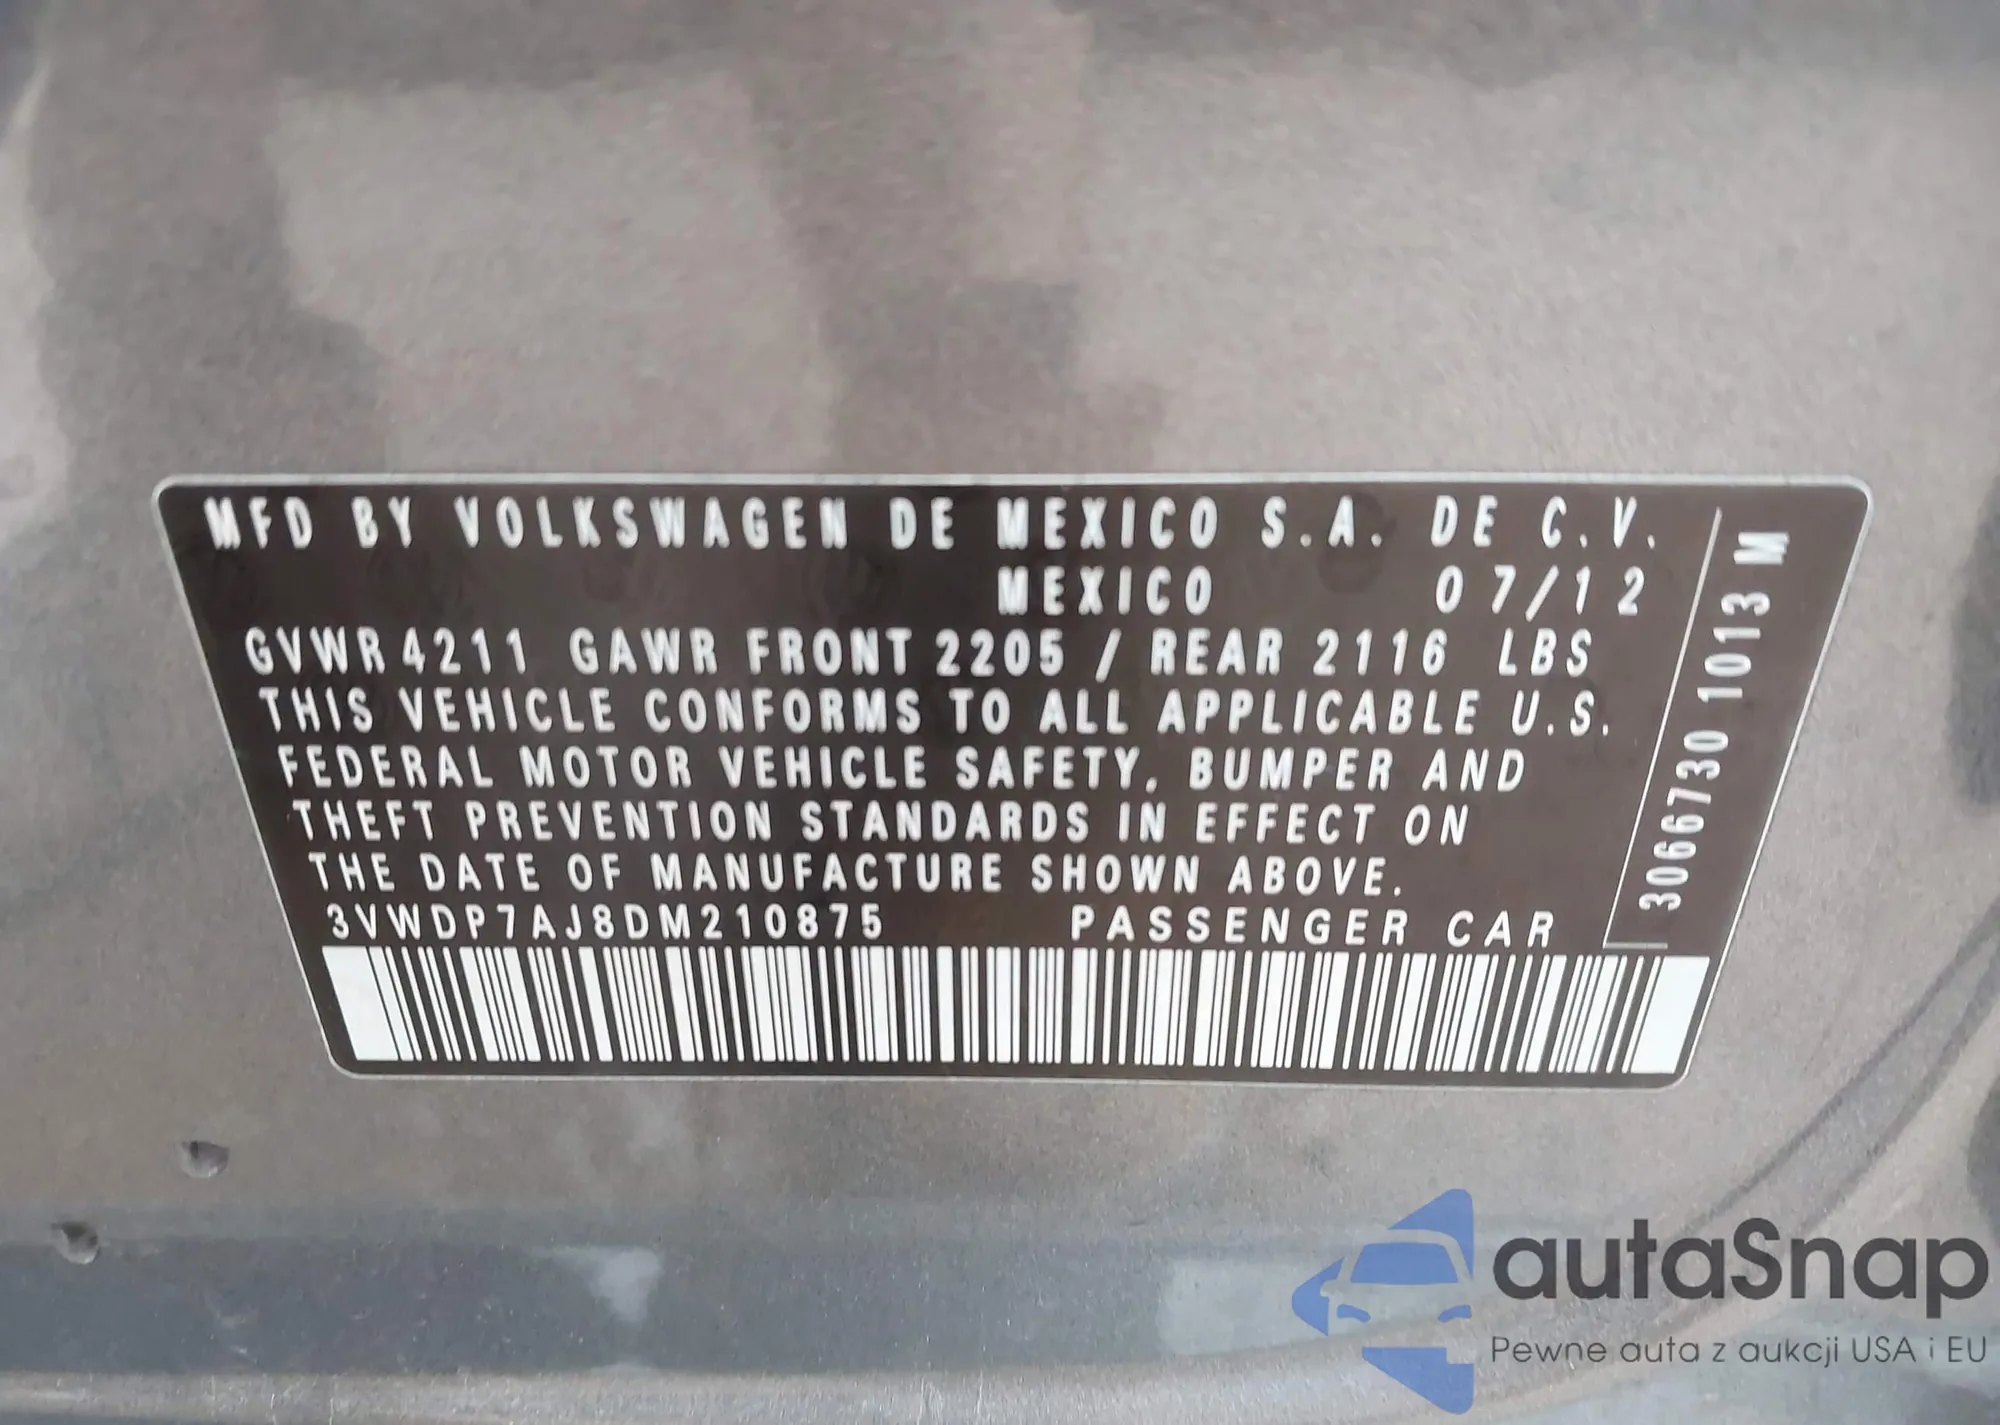 MFD BY VOLKSWAGEN DE MEXICO S.A. DE C.V.
MEXICO 07/12
GVWR 4211 GAWR FRONT 2205 / REAR 2116 LBS
THIS VEHICLE CONFORMS TO ALL APPLICABLE U.S.
FEDERAL MOTOR VEHICLE SAFETY, BUMPER AND
THEFT PREVENTION STANDARDS IN EFFECT ON
THE DATE OF MANUFACTURE SHOWN ABOVE.
3VWDP7AJ8DM210875 PASSENGER CAR
3066730 1013 M
autaSnap
Pewne auta z aukcji USA i EU